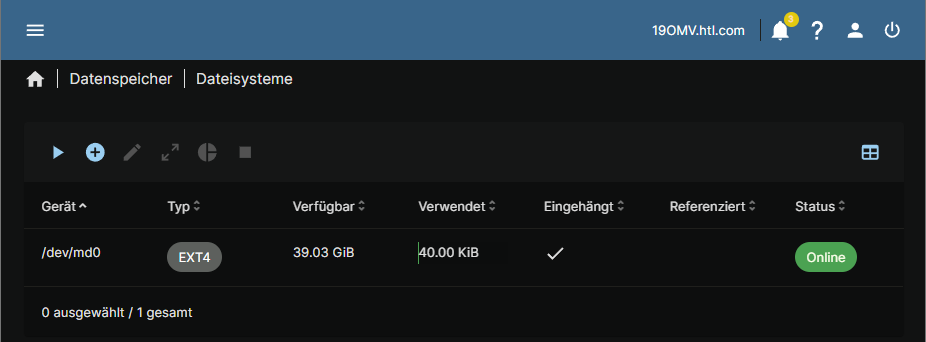 19OMV.htl.com 3
Datenspeicher Dateisysteme
Gerät Typ Verfügbar Verwendet Eingehängt Referenziert Status
/dev/md0 EXT4 39.03 GiB 40.00 KiB Online
0 ausgewählt / 1 gesamt